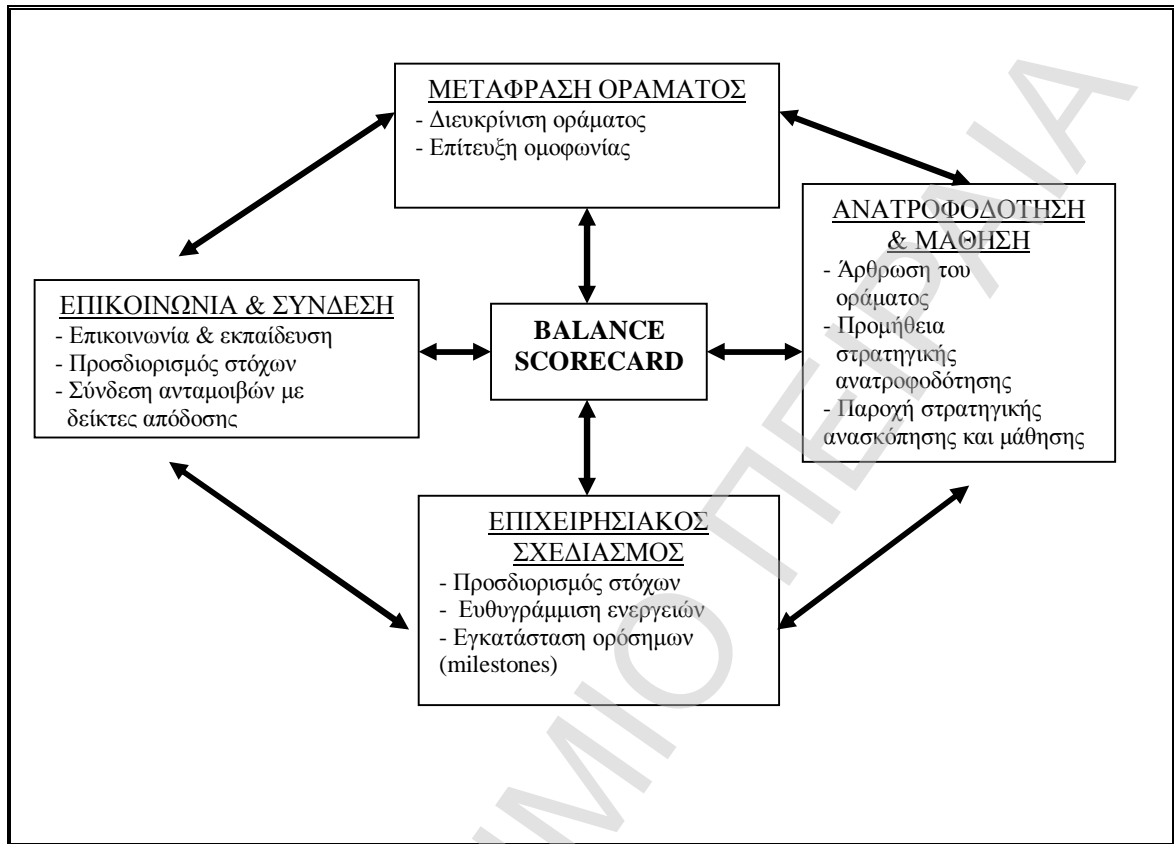 ΜΕΤΑΦΡΑΣΗ ΟΡΑΜΑΤΟΣ
- Διευκρίνιση οράματος
- Επίτευξη ομοφωνίας
ΕΠΙΚΟΙΝΩΝΙΑ & ΣΥΝΔΕΣΗ
- Επικοινωνία & εκπαίδευση
- Προσδιορισμός στόχων
- Σύνδεση ανταμοιβών με
δείκτες απόδοσης
BALANCE
SCORECARD
ΑΝΑΤΡΟΦΟΔΟΤΗΣΗ
& ΜΑΘΗΣΗ
- Άρθρωση του
οράματος
- Προμήθεια
στρατηγικής
ανατροφοδότησης
- Παροχή στρατηγικής
ανασκόπησης και μάθησης
ΕΠΙΧΕΙΡΗΣΙΑΚΟΣ
ΣΧΕΔΙΑΣΜΟΣ
- Προσδιορισμός στόχων
- Ευθυγράμμιση ενεργειών
- Εγκατάσταση ορόσημων
(milestones)
ΠΕΙΡΑΙΑ